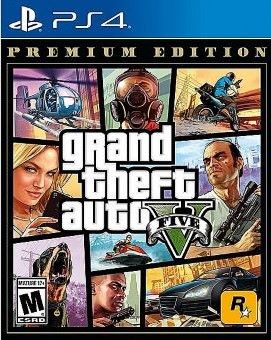 PS4
PREMIUM EDITION
grand
theft
auto V
FIVE
MATURE 17+
M
ESRB
R